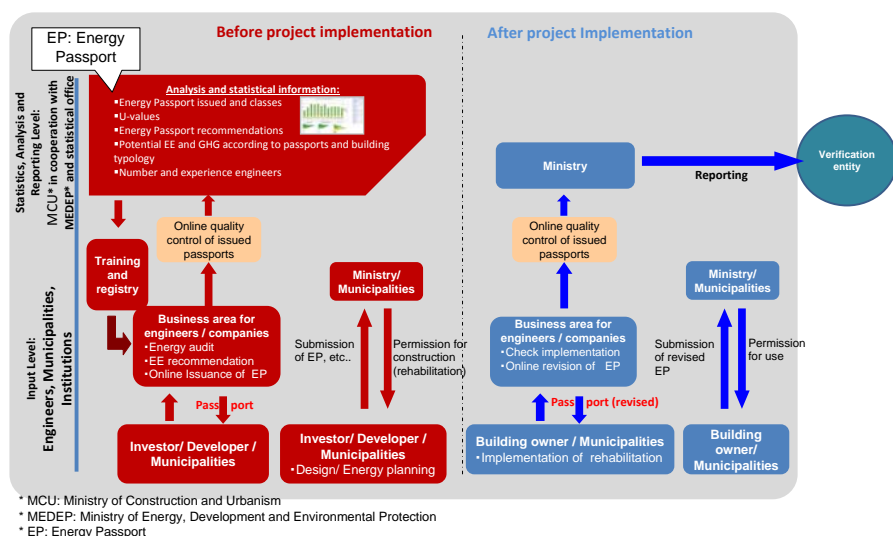 EP: Energy
Passport
Before project implementation
After project Implementation
Statistics, Analysis and
Reporting Level:
MCU* in cooperation with
MEDEP* and statistical office
Analysis and statistical information:
▪Energy Passport issued and classes
▪U-values
▪Energy Passport recommendations
▪Potential EE and GHG according to passports and building
typology
▪Number and experience engineers
Ministry
Reporting
Verification
entity
Online quality
control of issued
passports
Online quality
control of issued
passports
Training
and
registry
Ministry/
Municipalities
Ministry/
Municipalities
Input Level:
Engineers, Municipalities,
Institutions
Business area for
engineers / companies
•Energy audit
•EE recommendation
•Online Issuance of EP
Submission
of EP, etc..
Permission for
construction
(rehabilitation)
Business area for
engineers / companies
•Check implementation
•Online revision of EP
Submission
of revised
EP
Permission
for use
Pass port
Pass port (revised)
Investor/ Developer /
Municipalities
Investor/ Developer /
Municipalities
•Design/ Energy planning
Building owner / Municipalities
•Implementation of rehabilitation
Building
owner/
Municipalities
* MCU: Ministry of Construction and Urbanism
* MEDEP: Ministry of Energy, Development and Environmental Protection
* EP: Energy Passport